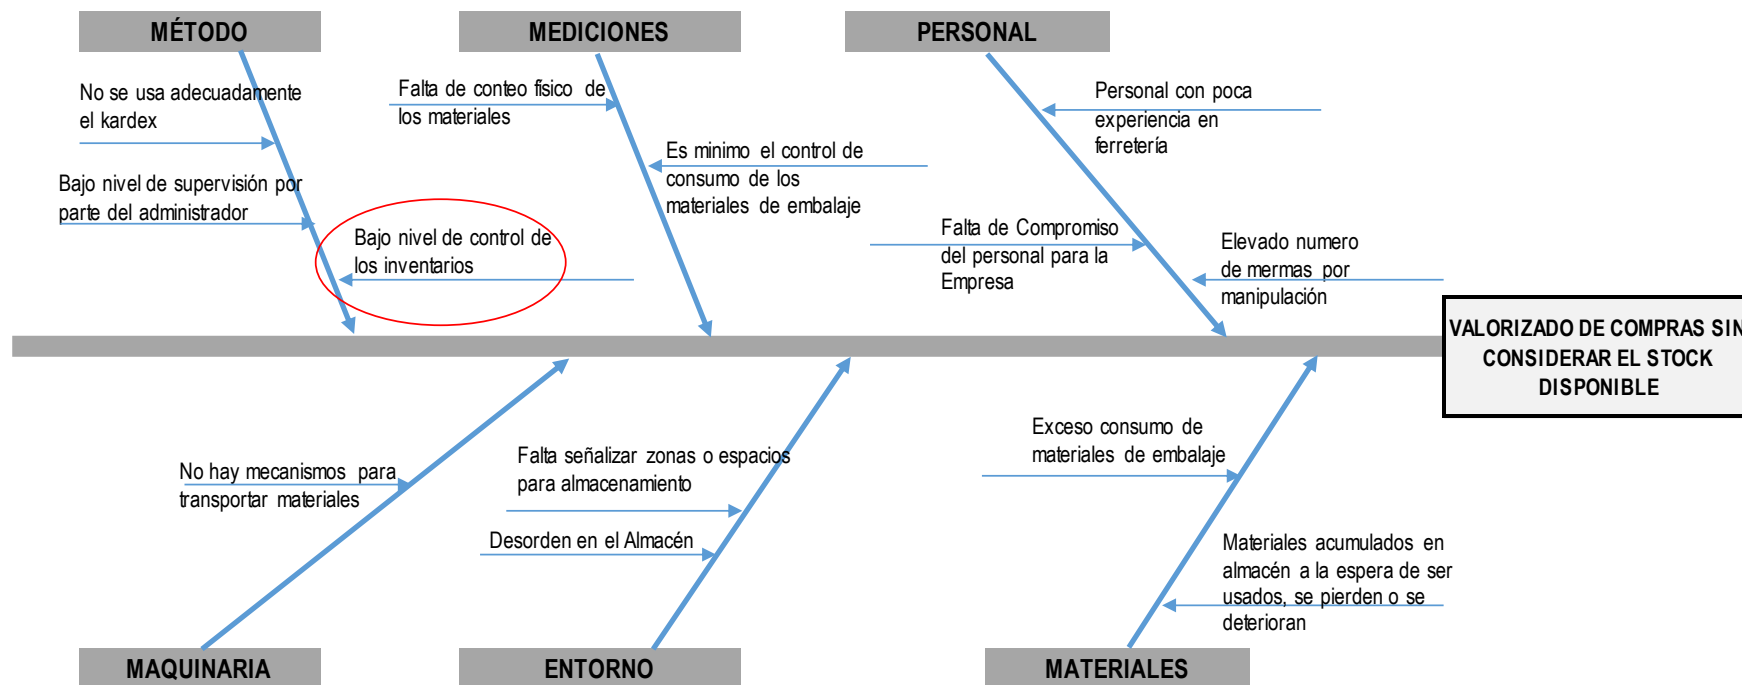 MÉTODO
MEDICIONES
PERSONAL
No se usa adecuadamente
el kardex
Bajo nivel de supervisión por
parte del administrador
Bajo nivel de control de
los inventarios
Falta de conteo físico de
los materiales
Es minimo el control de
consumo de los
materiales de embalaje
Personal con poca
experiencia en
ferretería
Falta de Compromiso
del personal para la
Empresa
Elevado numero
de mermas por
manipulación
VALORIZADO DE COMPRAS SIN
CONSIDERAR EL STOCK
DISPONIBLE
No hay mecanismos para
transportar materiales
Falta señalizar zonas o espacios
para almacenamiento
Desorden en el Almacén
Exceso consumo de
materiales de embalaje
Materiales acumulados en
almacén a la espera de ser
usados, se pierden o se
deterioran
MAQUINARIA
ENTORNO
MATERIALES